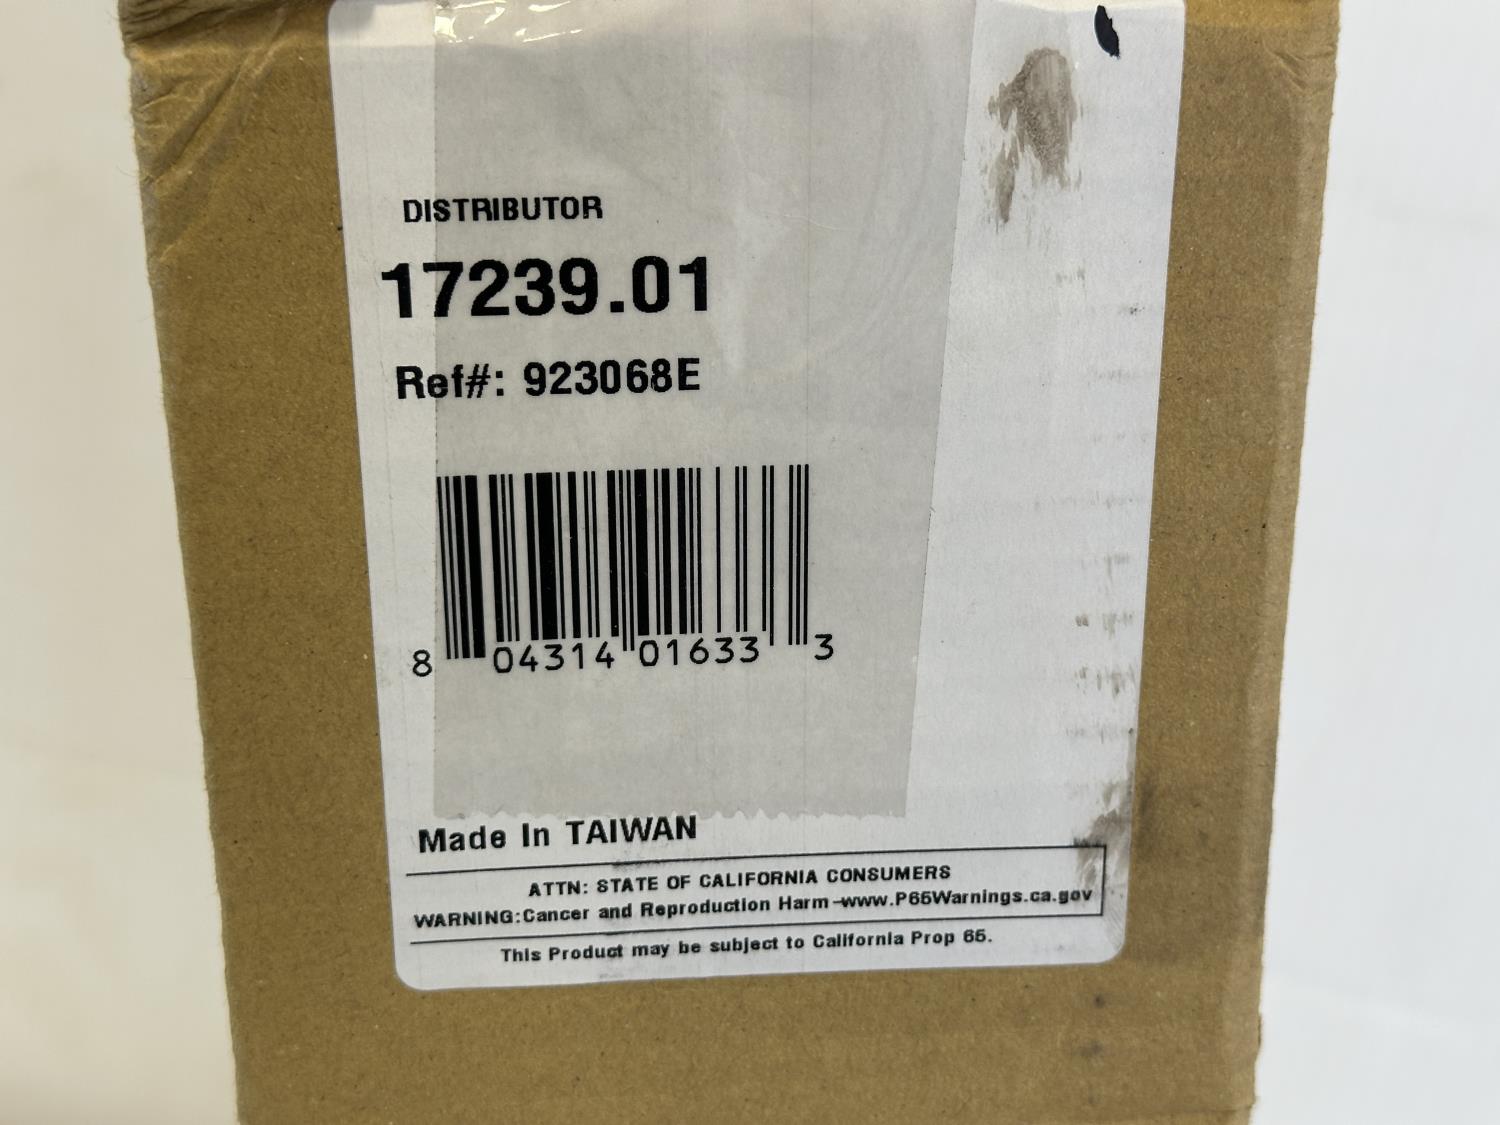 DISTRIBUTOR
17239.01
Ref#: 923068E
8 04314 01633 3
Made In TAIWAN
ATTN: STATE OF CALIFORNIA CONSUMERS
WARNING:Cancer and Reproduction Harm-www.P65Warnings.ca.gov
This Product may be subject to California Prop 65.